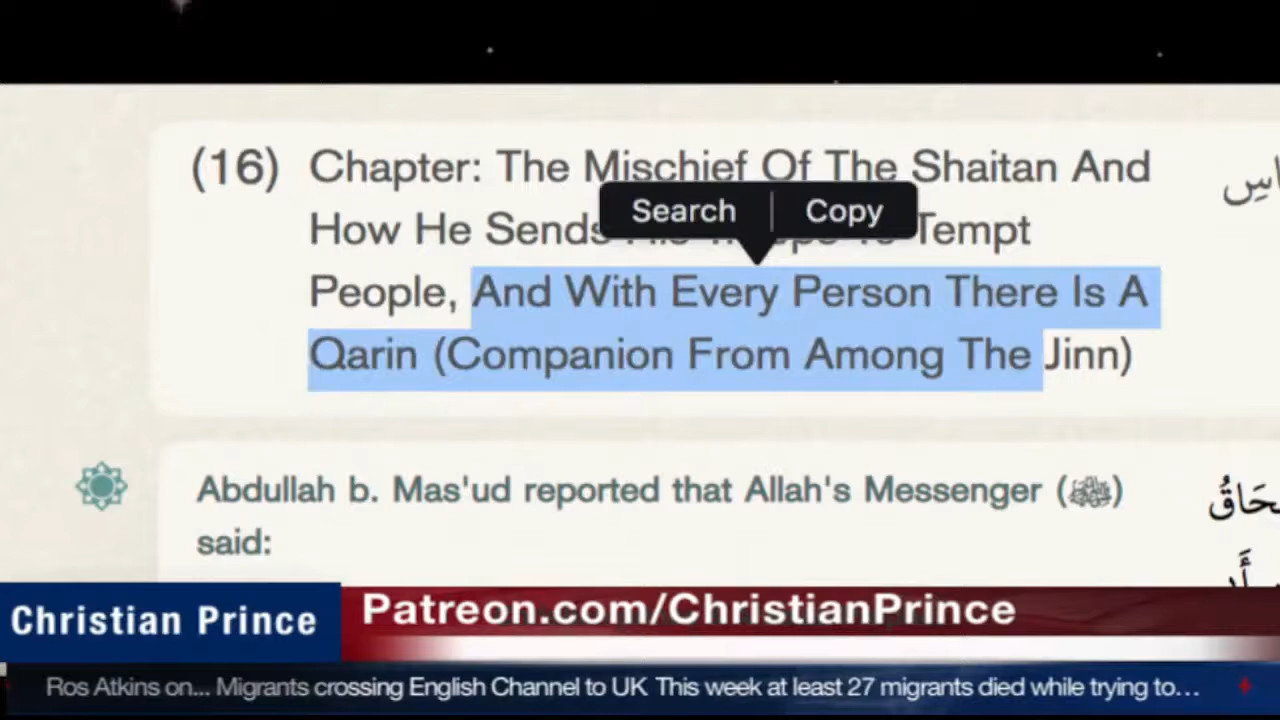 (16) Chapter: The Mischief Of The Shaitan And
How He Sends Tempt
Search Copy
People, And With Every Person There Is A
Qarin (Companion From Among The Jinn)
Abdullah b. Mas'ud reported that Allah's Messenger (ﷺ)
said:
Christian Prince
Patreon.com/ChristianPrince
Ros Atkins on... Migrants crossing English Channel to UK This week at least 27 migrants died while trying to…